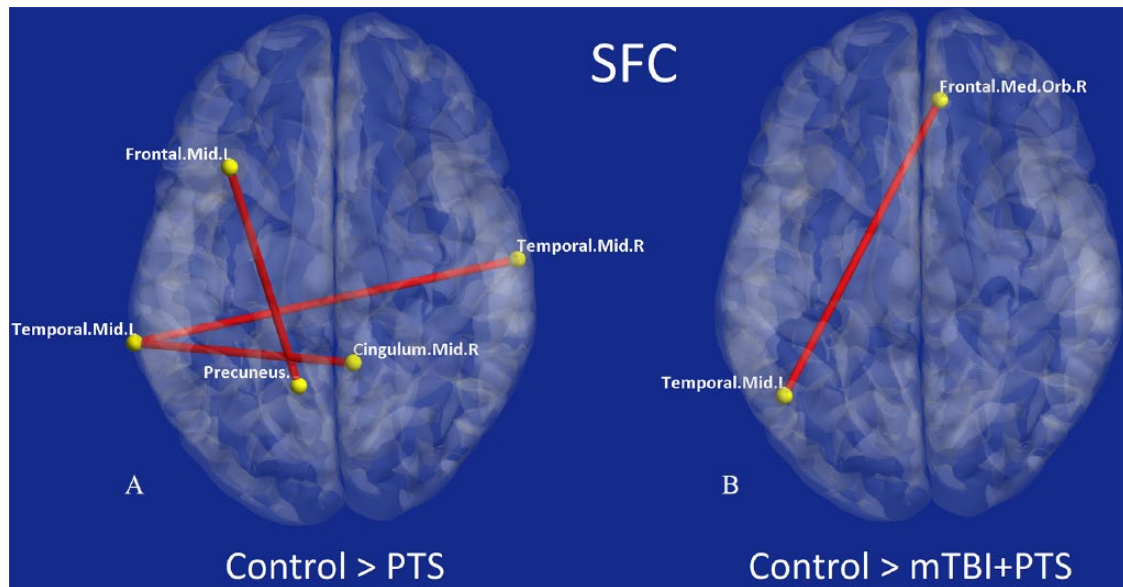 SFC
Frontal.Mid.L
Temporal.Mid.R
Temporal.Mid.L
Cingulum.Mid.R
Precuneus.
A
Control > PTS
Frontal.Med.Orb.R
Temporal.Mid.L
B
Control > mTBI+PTS